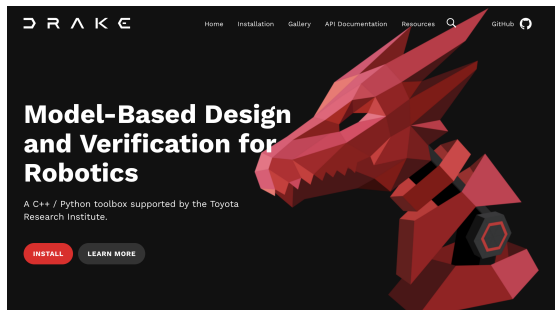 DRAKE
Home Installation Gallery API Documentation Resources GitHub
Model-Based Design
and Verification for
Robotics
A C++ / Python toolbox supported by the Toyota
Research Institute.
INSTALL LEARN MORE